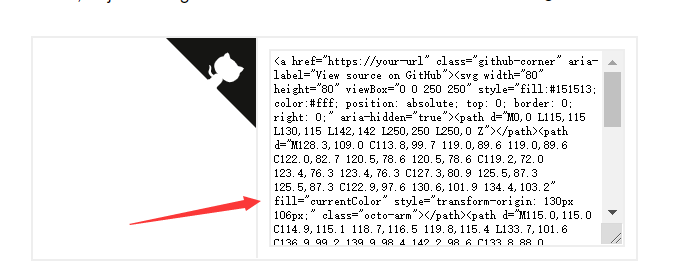 <a href="https://your-url" class="github-corner" aria-
label="View source on GitHub"><svg width="80"
height="80" viewBox="0 0 250 250" style="fill:#151513;
color:#fff; position: absolute; top: 0; border: 0;
right: 0;" aria-hidden="true"><path d="M0,0 L115,115
L130,115 L142,142 L250,250 L250,0 Z"></path><path
d="M128.3,109.0 C113.8,99.7 119.0,89.6 119.0,89.6
C122.0,82.7 120.5,78.6 120.5,78.6 C119.2,72.0
123.4,76.3 123.4,76.3 C127.3,80.9 125.5,87.3
125.5,87.3 C122.9,97.6 130.6,101.9 134.4,103.2"
fill="currentColor" style="transform-origin: 130px
106px;" class="octo-arm"></path><path d="M115.0,115.0
C114.9,115.1 118.7,116.5 119.8,115.4 L133.7,101.6
C136.9,99.2 139.9,98.4 142.2,98.6 C133.8,88.0